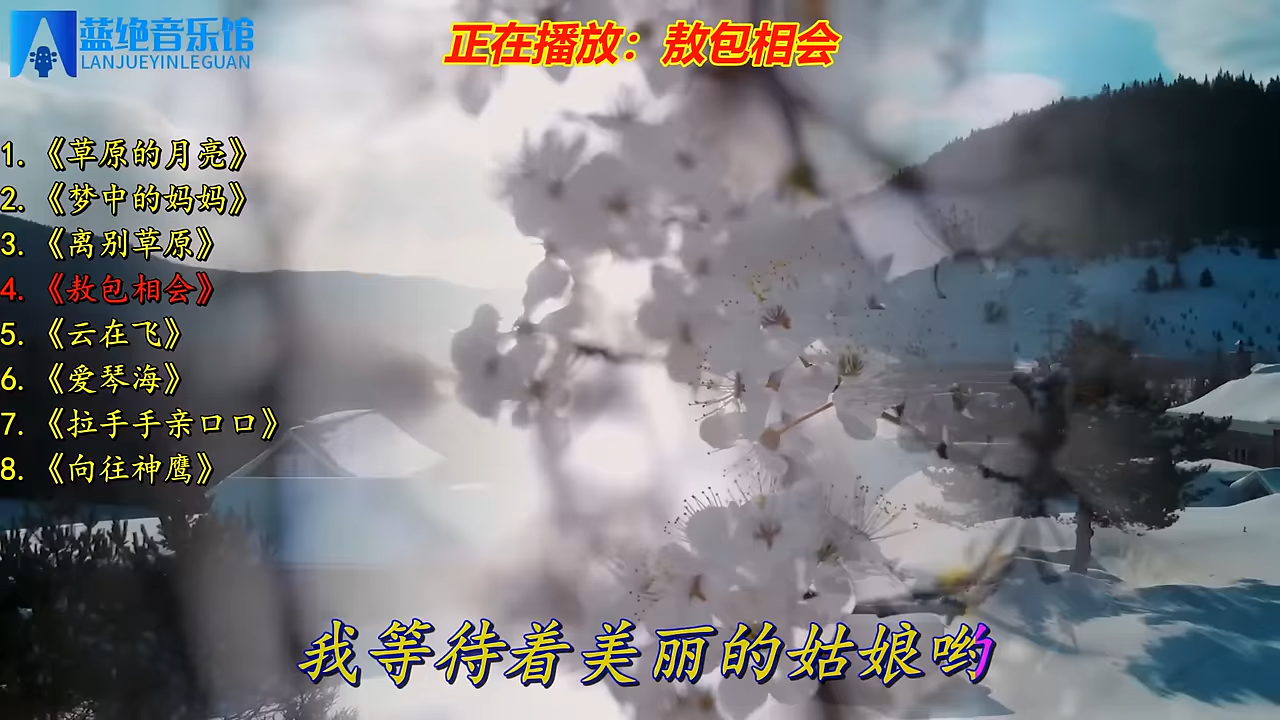 蓝绝音乐馆
LANJUEYINLEGUAN
正在播放：敖包相会
1.《草原的月亮》
2.《梦中的妈妈》
3.《离别草原》
4.《敖包相会》
5.《云在飞》
6.《爱琴海》
7.《拉手手亲口口》
8.《向往神鹰》
我等待着美丽的姑娘哟